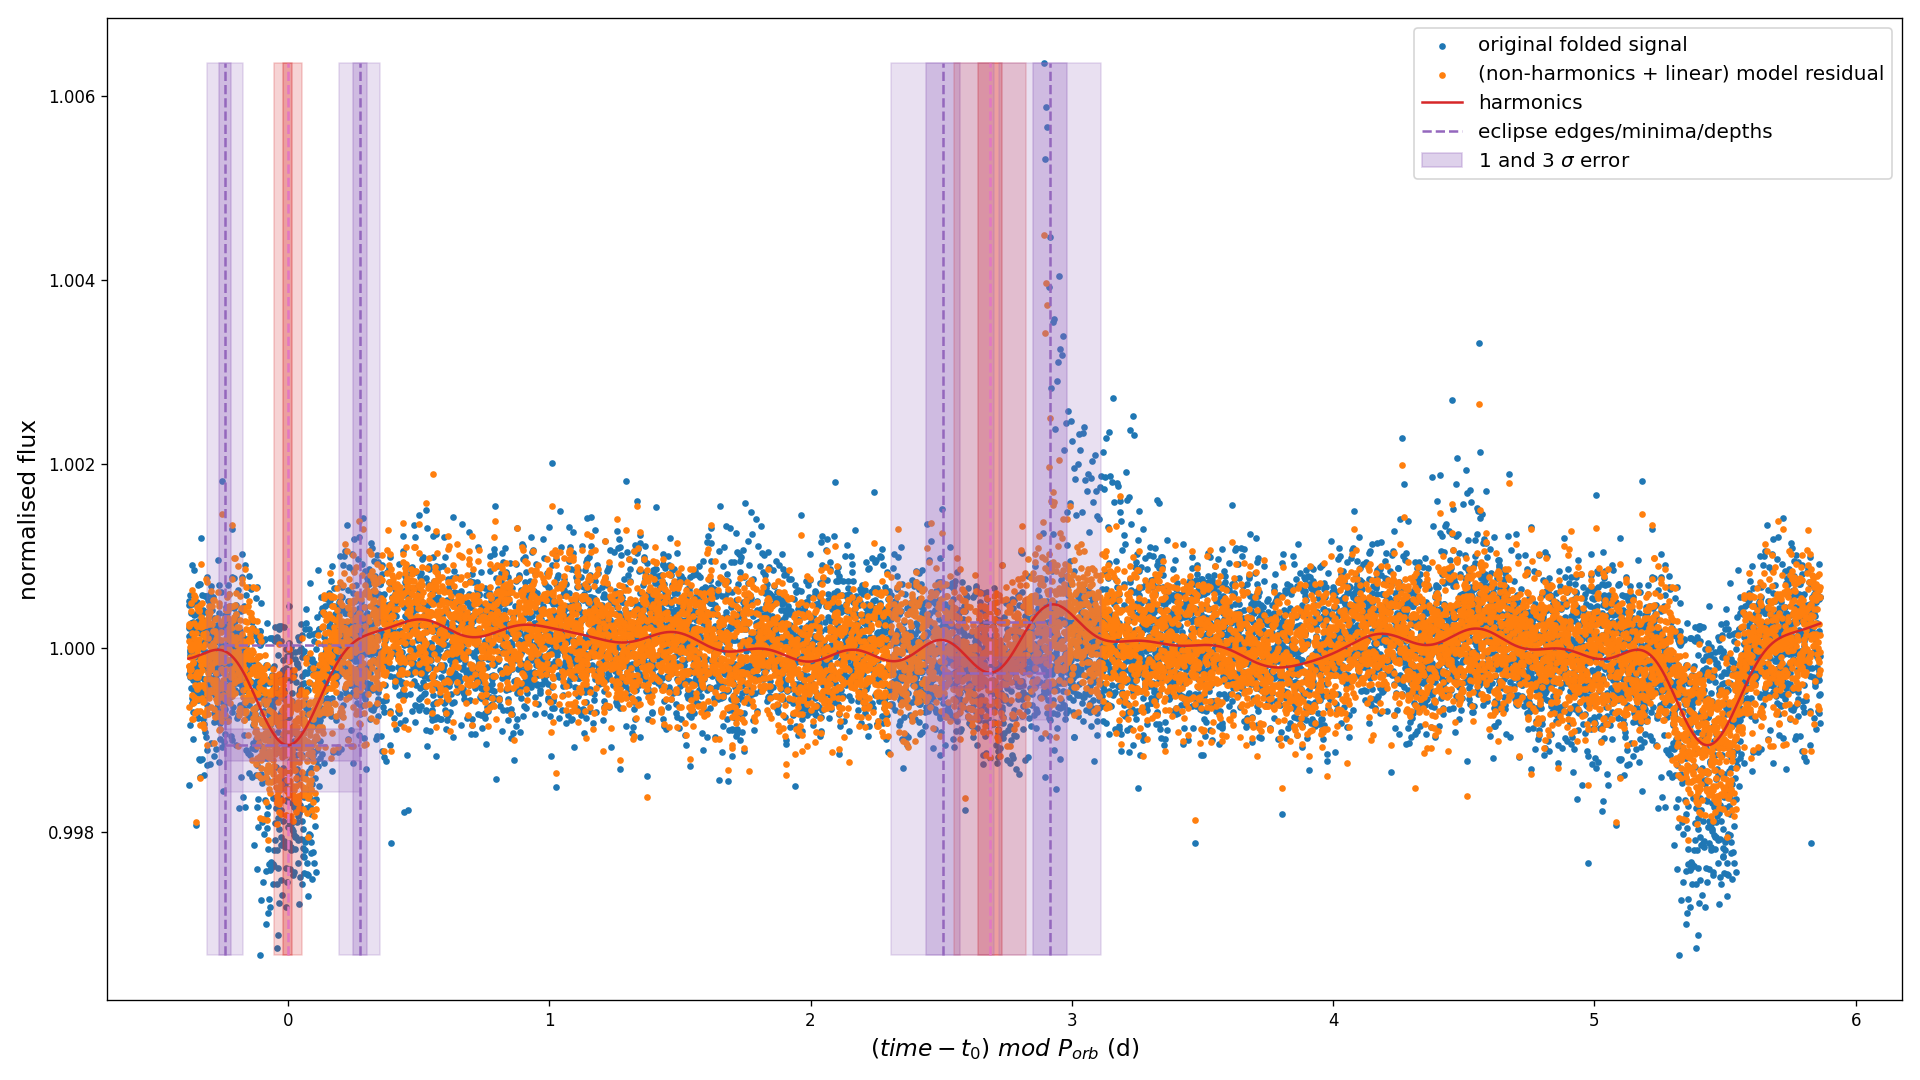 original folded signal
(non-harmonics + linear) model residual
harmonics
eclipse edges/minima/depths
1 and 3 σ error
normalised flux
1.006
1.004
1.002
1.000
0.998
0
1
2
3
4
5
6
(time − t₀) mod Pₒᵣᵦ (d)